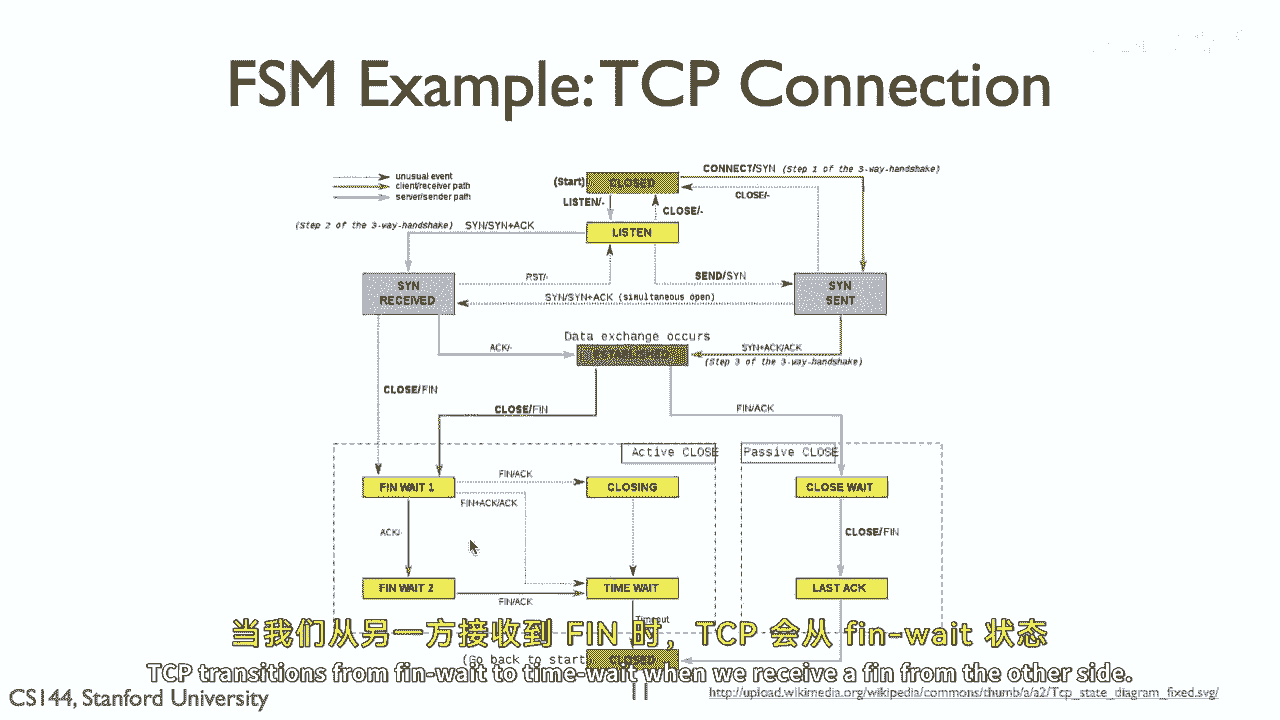 FSM Example: TCP Connection
unusual event
client/receiver path
server/sender path
(Start)
CLOSED
CONNECT/SYN (Step 1 of the 3-way-handshake)
CLOSE/-
LISTEN/-
CLOSE/-
(Step 2 of the 3-way-handshake) SYN/SYN+ACK
LISTEN
RST/-
SEND/SYN
SYN
RECEIVED
SYN
SENT
SYN/SYN+ACK (simultaneous open)
Data exchange occurs
ACK/-
SYN+ACK/ACK
(Step 3 of the 3-way-handshake)
CLOSE/FIN
CLOSE/FIN
FIN/ACK
Active CLOSE
Passive CLOSE
FIN WAIT 1
FIN/ACK
CLOSING
CLOSE WAIT
FIN+ACK/ACK
ACK/-
CLOSE/FIN
FIN WAIT 2
FIN/ACK
TIME WAIT
LAST ACK
Timeout
(Go back to start)
CLOSED
当我们从另一方接收到 FIN 时，TCP 会从 fin-wait 状态
TCP transitions from fin-wait to time-wait when we receive a fin from the other side.
CS144, Stanford University
11
http://upload.wikimedia.org/wikipedia/commons/thumb/a/a2/Tcp_state_diagram_fixed.svg/